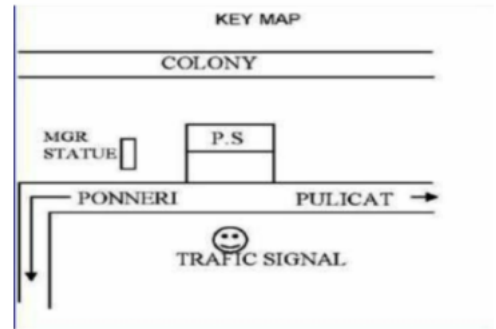 KEY MAP
COLONY
MGR
STATUE
P.S
PONNERI
PULICAT
TRAFIC SIGNAL